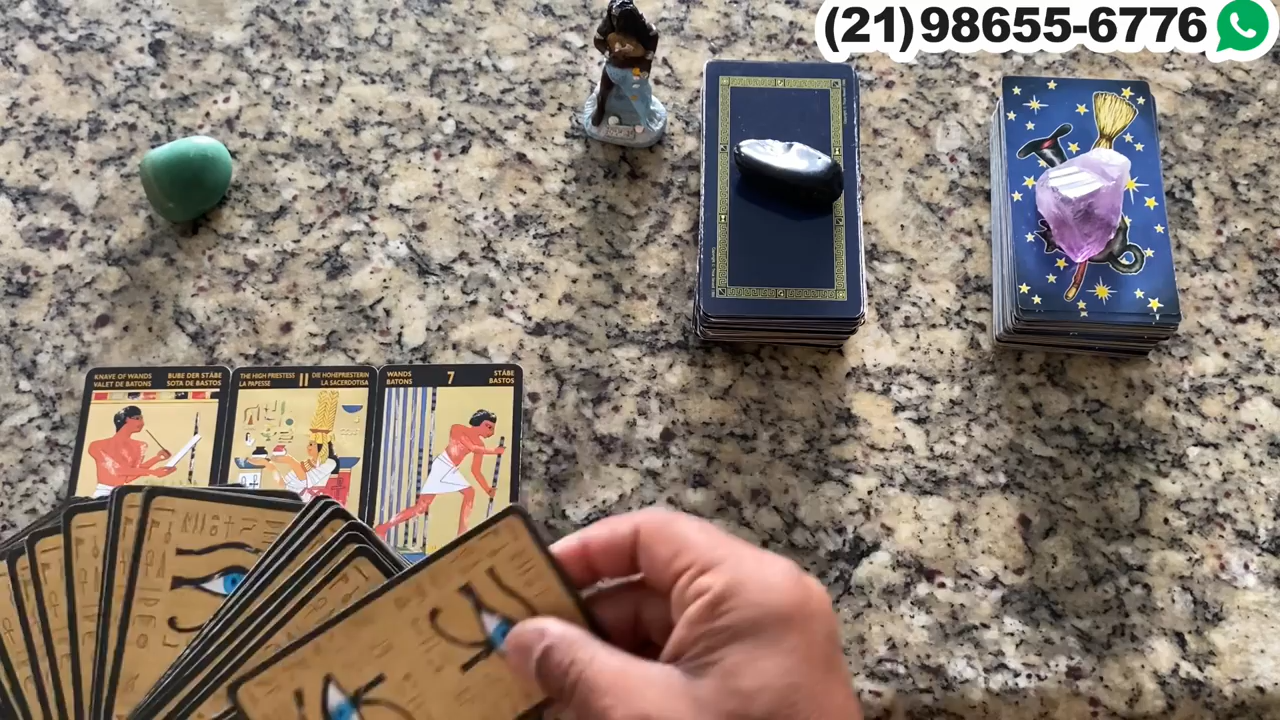 (21)98655-6776
KNAVE OF WANDS BUBE DER STÄBE
VALET DE BATONS SOTA DE BASTOS
THE HIGH PRIESTESS II DIE HOHEPRIESTERIN
LA PAPESSE LA SACERDOTISA
WANDS 7 STÄBE
BATONS BASTOS